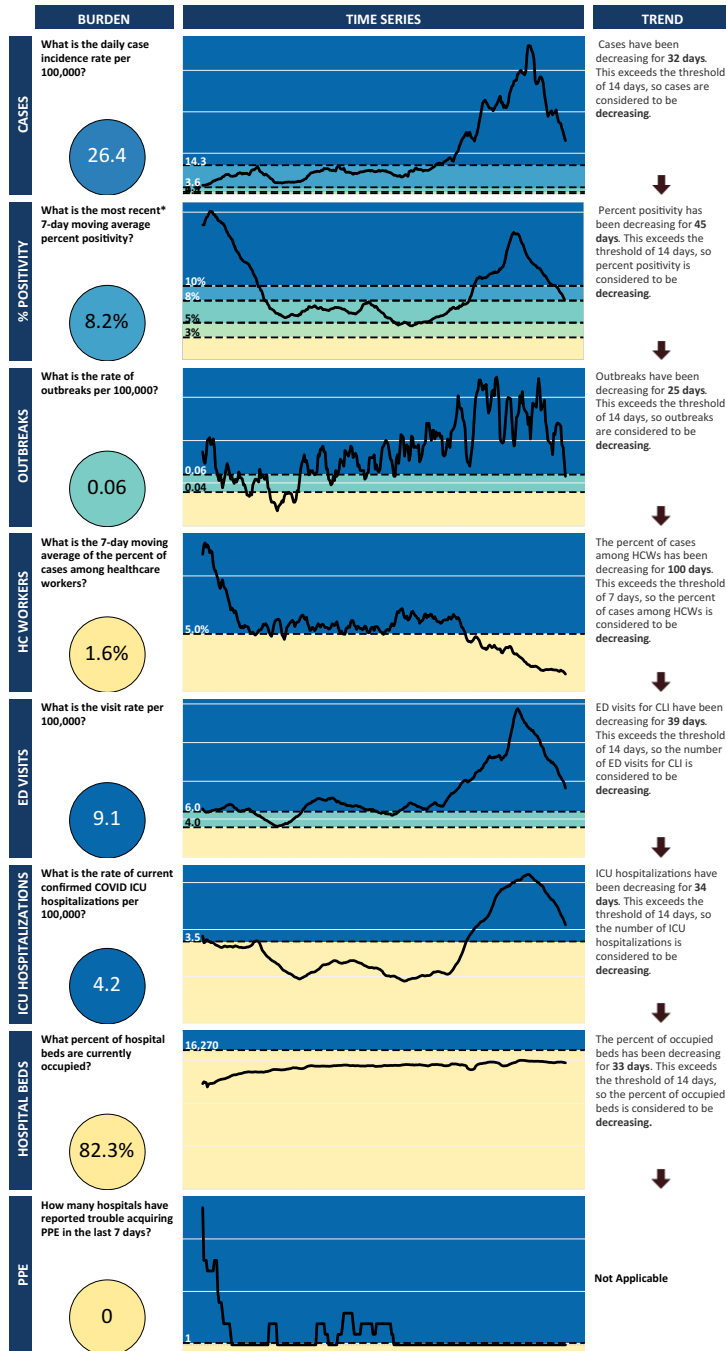 BURDEN
TIME SERIES
TREND
CASES
What is the daily case
incidence rate per
100,000?
26.4
14.3
3.6
Cases have been
decreasing for 32 days.
This exceeds the threshold
of 14 days, so cases are
considered to be
decreasing.
% POSITIVITY
What is the most recent*
7-day moving average
percent positivity?
8.2%
10%
8%
5%
3%
Percent positivity has
been decreasing for 45
days. This exceeds the
threshold of 14 days, so
percent positivity is
considered to be
decreasing.
OUTBREAKS
What is the rate of
outbreaks per 100,000?
0.06
0.06
0.04
Outbreaks have been
decreasing for 25 days.
This exceeds the threshold
of 14 days, so outbreaks
are considered to be
decreasing.
HC WORKERS
What is the 7-day moving
average of the percent of
cases among healthcare
workers?
1.6%
5.0%
The percent of cases
among HCWs has been
decreasing for 100 days.
This exceeds the threshold
of 7 days, so the percent
of cases among HCWs is
considered to be
decreasing.
ED VISITS
What is the visit rate per
100,000?
9.1
6.0
4.0
ED visits for CLI have been
decreasing for 39 days.
This exceeds the threshold
of 14 days, so the number
of ED visits for CLI is
considered to be
decreasing.
ICU HOSPITALIZATIONS
What is the rate of current
confirmed COVID ICU
hospitalizations per
100,000?
4.2
3.5
ICU hospitalizations have
been decreasing for 34
days. This exceeds the
threshold of 14 days, so
the number of ICU
hospitalizations is
considered to be
decreasing.
HOSPITAL BEDS
What percent of hospital
beds are currently
occupied?
82.3%
16,270
The percent of occupied
beds has been decreasing
for 33 days. This exceeds
the threshold of 14 days,
so the percent of occupied
beds is considered to be
decreasing.
PPE
How many hospitals have
reported trouble acquiring
PPE in the last 7 days?
0
1
Not Applicable